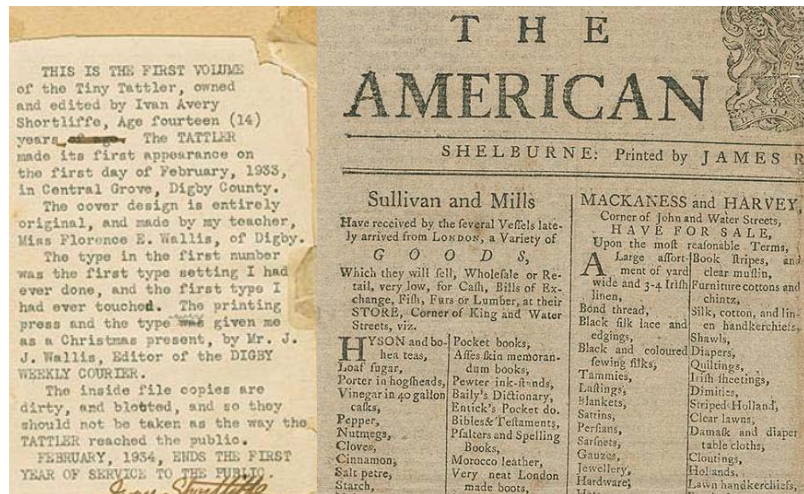 THIS IS THE FIRST VOLUME
of the Tiny Tattler, owned
and edited by Ivan Avery
Shortliffe, Age fourteen (14)
years of age. The TATTLER
made its first appearance on
the first day of February, 1933,
in Central Grove, Digby County.
The cover design is entirely
original, and made by my teacher,
Miss Florence E. Wallis, of Digby.
The type in the first number
was the first type setting I had
ever done, and the first type I
had ever touched. The printing
press and the type was given me
as a Christmas present, by Mr. J.
J. Wallis, Editor of the DIGBY
WEEKLY COURIER.
The inside file copies are
dirty, and blotted, and so they
should not be taken as the way the
TATTLER reached the public.
FEBRUARY, 1934, ENDS THE FIRST
YEAR OF SERVICE TO THE PUBLIC.
THE
AMERICAN
SHELBURNE: Printed by JAMES R
Sullivan and Mills
Have received by the ſeveral Veſſels late-
ly arrived from LONDON, a Variety of
GOODS,
Which they will ſell, Wholeſale or Re-
tail, very low, for Caſh, Bills of Ex-
change, Fiſh, Furs or Lumber, at their
STORE, Corner of King and Water
Streets, viz.
HYSON and bo-
hea teas,
Loaf ſugar,
Porter in hogſheads,
Vinegar in 40 gallon
caſks,
Pepper,
Nutmegs,
Cloves,
Cinnamon,
Salt petre,
Starch,
Pocket books,
Aſſes ſkin memoran-
dum books,
Pewter ink-ſtands,
Baily's Dictionary,
Entick's Pocket do.
Bibles & Teſtaments,
Pſalters and Spelling
Books,
Morocco leather,
Very neat London
made boots,
MACKANESS and HARVEY,
Corner of John and Water Streets,
HAVE FOR SALE,
Upon the moſt reaſonable Terms,
A Large aſſort-
ment of yard
wide and 3-4 Iriſh
linen,
Bond thread,
Black ſilk lace and
edgings,
Black and coloured
ſewing ſilks,
Tammies,
Laſtings,
Blankets,
Sattins,
Perſians,
Sarſnets,
Gauzes,
Jewellery,
Hardware,
Book ſtripes, and
clear muſlin,
Furniture cottons and
chintz,
Silk, cotton, and lin-
en handkerchiefs,
Shawls,
Diapers,
Quiltings,
Iriſh ſheetings,
Dimities,
Striped Holland,
Clear lawns,
Damaſk and diaper
table cloths,
Cloutings,
Hollands,
Lawn handkerchiefs,